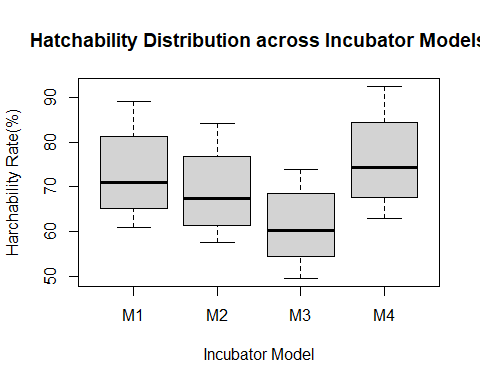 Hatchability Distribution across Incubator Models
Harchability Rate(%)
90
80
70
60
50
M1 M2 M3 M4
Incubator Model